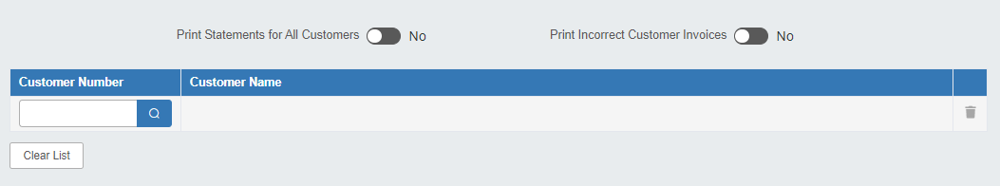 Print Statements for All Customers No Print Incorrect Customer Invoices No
Customer Number Customer Name
Clear List